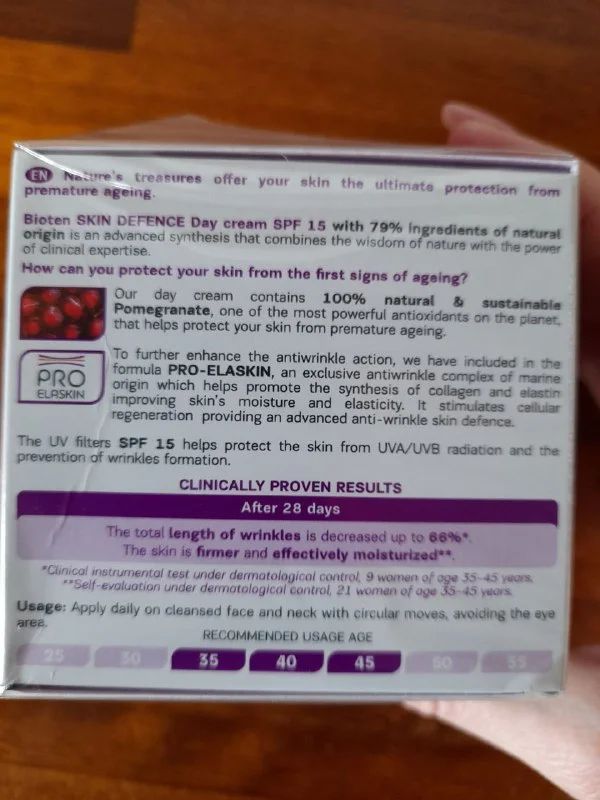 EN Nature's treasures offer your skin the ultimate protection from
premature ageing.
Bioten SKIN DEFENCE Day cream SPF 15 with 79% ingredients of natural
origin is an advanced synthesis that combines the wisdom of nature with the power
of clinical expertise.
How can you protect your skin from the first signs of ageing?
Our day cream contains 100% natural & sustainable
Pomegranate, one of the most powerful antioxidants on the planet,
that helps protect your skin from premature ageing.
PRO
ELASKIN
To further enhance the antiwrinkle action, we have included in the
formula PRO-ELASKIN, an exclusive antiwrinkle complex of marine
origin which helps promote the synthesis of collagen and elastin
improving skin's moisture and elasticity. It stimulates cellular
regeneration providing an advanced anti-wrinkle skin defence.
The UV filters SPF 15 helps protect the skin from UVA/UVB radiation and the
prevention of wrinkles formation.
CLINICALLY PROVEN RESULTS
After 28 days
The total length of wrinkles is decreased up to 66%*.
The skin is firmer and effectively moisturized**.
*Clinical instrumental test under dermatological control, 9 women of age 35-45 years.
**Self-evaluation under dermatological control, 21 women of age 35-45 years.
Usage: Apply daily on cleansed face and neck with circular moves, avoiding the eye
area.
RECOMMENDED USAGE AGE
25 30 35 40 45 50 55